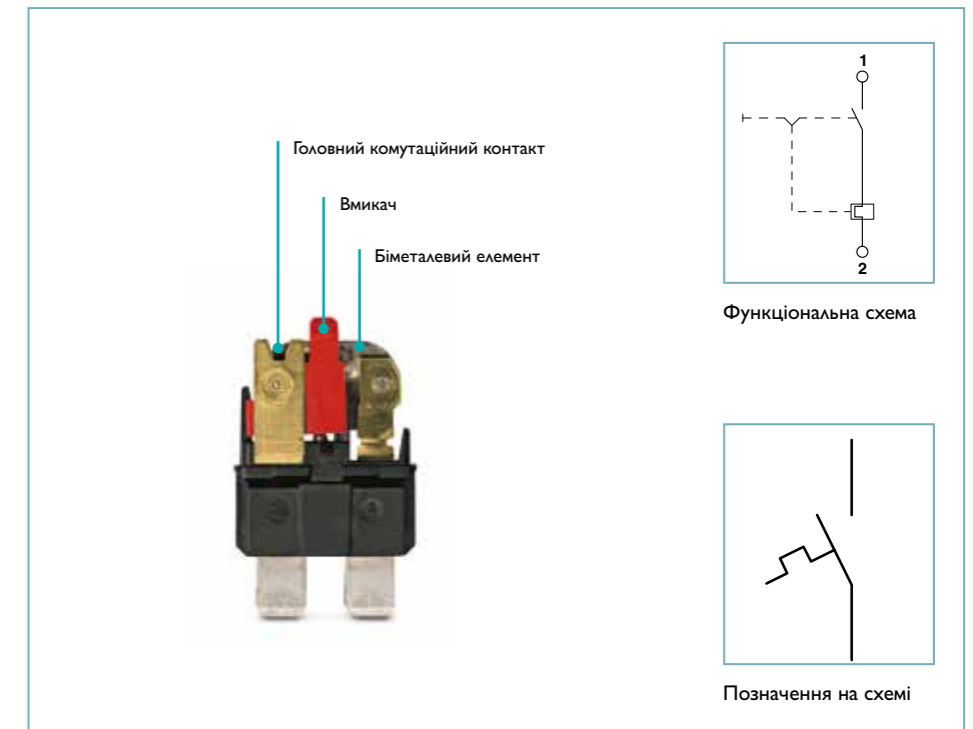 Головний комутаційний контакт
Вмикач
Біметалевий елемент
1
2
Функціональна схема
Позначення на схемі